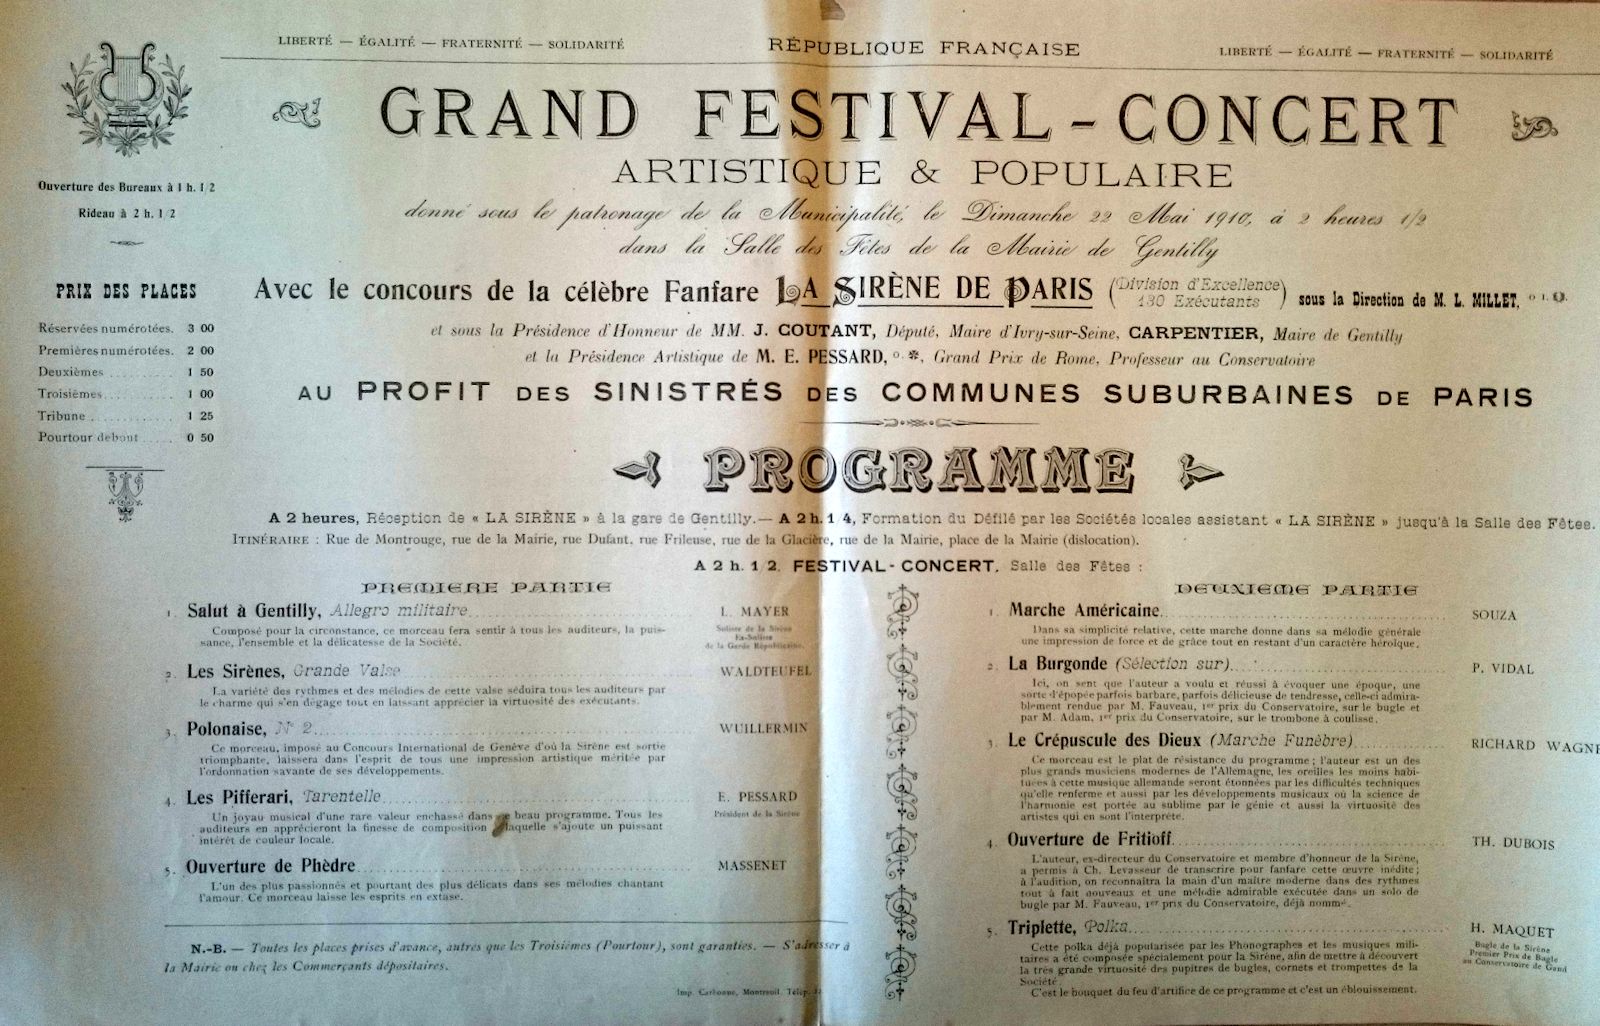 LIBERTÉ — ÉGALITÉ — FRATERNITÉ — SOLIDARITÉ
RÉPUBLIQUE FRANÇAISE
LIBERTÉ — ÉGALITÉ — FRATERNITÉ — SOLIDARITÉ
GRAND FESTIVAL - CONCERT
ARTISTIQUE & POPULAIRE
donné sous le patronage de la Municipalité, le Dimanche 22 Mai 1910, à 2 heures 1/2
dans la Salle des Fêtes de la Mairie de Gentilly
Ouverture des Bureaux à 1 h. 1 2
Rideau à 2 h. 1 2
PRIX DES PLACES
Réservées numérotées. 3 00
Premières numérotées. 2 00
Deuxièmes .......... 1 50
Troisièmes .......... 1 00
Tribune .......... 1 25
Pourtour debout ..... 0 50
Avec le concours de la célèbre Fanfare LA SIRÈNE DE PARIS (Division d'Excellence 130 Exécutants) sous la Direction de M. L. MILLET, O I. Q.
et sous la Présidence d'Honneur de MM. J. COUTANT, Député, Maire d'Ivry-sur-Seine, CARPENTIER, Maire de Gentilly
et la Présidence Artistique de M. E. PESSARD, O. ✻, Grand Prix de Rome, Professeur au Conservatoire
AU PROFIT DES SINISTRÉS DES COMMUNES SUBURBAINES DE PARIS
PROGRAMME
A 2 heures, Réception de « LA SIRÈNE » à la gare de Gentilly.— A 2 h. 1 4, Formation du Défilé par les Sociétés locales assistant « LA SIRÈNE » jusqu'à la Salle des Fêtes.
ITINÉRAIRE : Rue de Montrouge, rue de la Mairie, rue Dufant, rue Frileuse, rue de la Glacière, rue de la Mairie, place de la Mairie (dislocation).
A 2 h. 1 2. FESTIVAL - CONCERT. Salle des Fêtes :
PREMIERE PARTIE
1. Salut à Gentilly, Allegro militaire .......... L. MAYER
Soliste de la Sirène
Ex-Soliste
de la Garde Républicaine.
Composé pour la circonstance, ce morceau fera sentir à tous les auditeurs, la puis-
sance, l'ensemble et la délicatesse de la Société.
2. Les Sirènes, Grande Valse .......... WALDTEUFEL
La variété des rythmes et des mélodies de cette valse séduira tous les auditeurs par
le charme qui s'en dégage tout en laissant apprécier la virtuosité des exécutants.
3. Polonaise, N° 2 .......... WUILLERMIN
Ce morceau, imposé au Concours International de Genève d'où la Sirène est sortie
triomphante, laissera dans l'esprit de tous une impression artistique méritée par
l'ordonnation savante de ses développements.
4. Les Pifferari, Tarentelle .......... E. PESSARD
Président de la Sirène
Un joyau musical d'une rare valeur enchassé dans ce beau programme. Tous les
auditeurs en apprécieront la finesse de composition laquelle s'ajoute un puissant
intérêt de couleur locale.
5. Ouverture de Phèdre .......... MASSENET
L'un des plus passionnés et pourtant des plus délicats dans ses mélodies chantant
l'amour. Ce morceau laisse les esprits en extase.
N.-B. — Toutes les places prises d'avance, autres que les Troisièmes (Pourtour), sont garanties. — S'adresser à
la Mairie ou chez les Commerçants dépositaires.
Imp. Carbonne, Montreuil. Télép.
DEUXIEME PARTIE
1. Marche Américaine .......... SOUZA
Dans sa simplicité relative, cette marche donne dans sa mélodie générale
une impression de force et de grâce tout en restant d'un caractère héroïque.
2. La Burgonde (Sélection sur) .......... P. VIDAL
Ici, on sent que l'auteur a voulu et réussi à évoquer une époque, une
sorte d'épopée parfois barbare, parfois délicieuse de tendresse, celle-ci admira-
blement rendue par M. Fauveau, 1er prix du Conservatoire, sur le bugle et
par M. Adam, 1er prix du Conservatoire, sur le trombone à coulisse.
3. Le Crépuscule des Dieux (Marche Funèbre) .......... RICHARD WAGNE
Ce morceau est le plat de résistance du programme ; l'auteur est un des
plus grands musiciens modernes de l'Allemagne, les oreilles les moins habi-
tuées à cette musique allemande seront étonnées par les difficultés techniques
qu'elle renferme et aussi par les développements musicaux où la science de
l'harmonie est portée au sublime par le génie et aussi la virtuosité des
artistes qui en sont l'interprète.
4. Ouverture de Fritioff .......... TH. DUBOIS
L'auteur, ex-directeur du Conservatoire et membre d'honneur de la Sirène,
a permis à Ch. Levasseur de transcrire pour fanfare cette œuvre inédite ;
à l'audition, on reconnaîtra la main d'un maître moderne dans des rythmes
tout à fait nouveaux et une mélodie admirable exécutée dans un solo de
bugle par M. Fauveau, 1er prix du Conservatoire, déjà nommé.
5. Triplette, Polka .......... H. MAQUET
Bugle de la Sirène
Premier Prix de Bugle
au Conservatoire de Gand
Cette polka déjà popularisée par les Phonographes et les musiques mili-
taires a été composée spécialement pour la Sirène, afin de mettre à découvert
la très grande virtuosité des pupitres de bugles, cornets et trompettes de la
Société.
C'est le bouquet du feu d'artifice de ce programme et c'est un éblouissement.